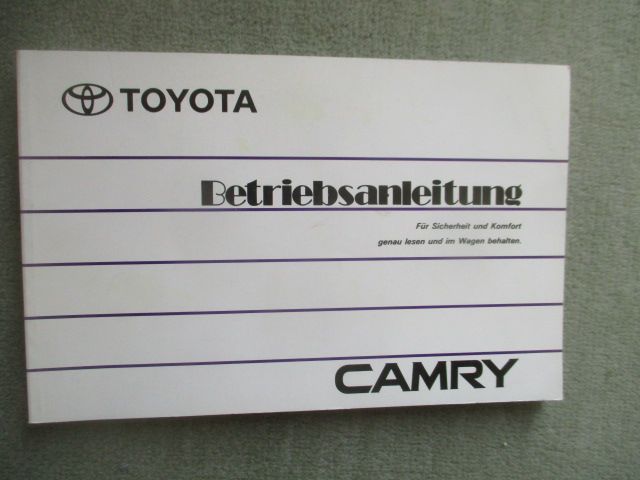 TOYOTA
Betriebsanleitung
Für Sicherheit und Komfort
genau lesen und im Wagen behalten.
CAMRY